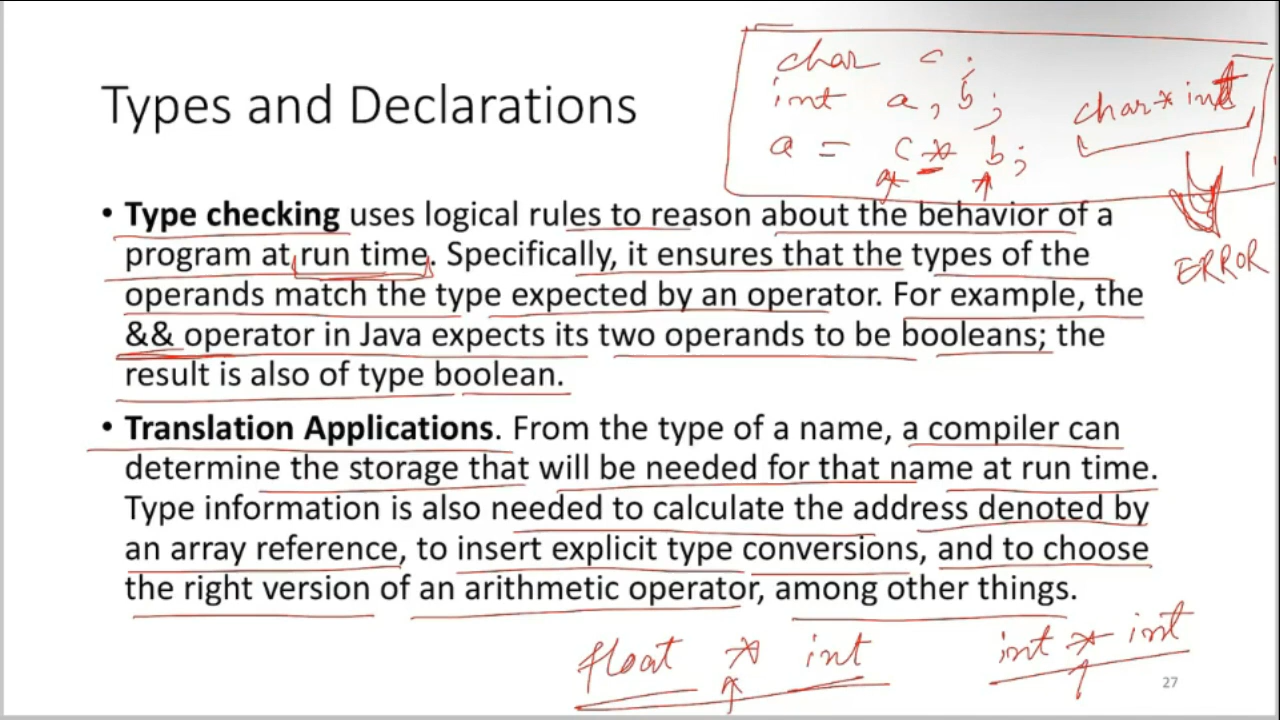 char c;
int a, b;
char * int
a = c * b;
ERROR
Types and Declarations
• Type checking uses logical rules to reason about the behavior of a
program at run time. Specifically, it ensures that the types of the
operands match the type expected by an operator. For example, the
&& operator in Java expects its two operands to be booleans; the
result is also of type boolean.
• Translation Applications. From the type of a name, a compiler can
determine the storage that will be needed for that name at run time.
Type information is also needed to calculate the address denoted by
an array reference, to insert explicit type conversions, and to choose
the right version of an arithmetic operator, among other things.
float * int
int * int
27